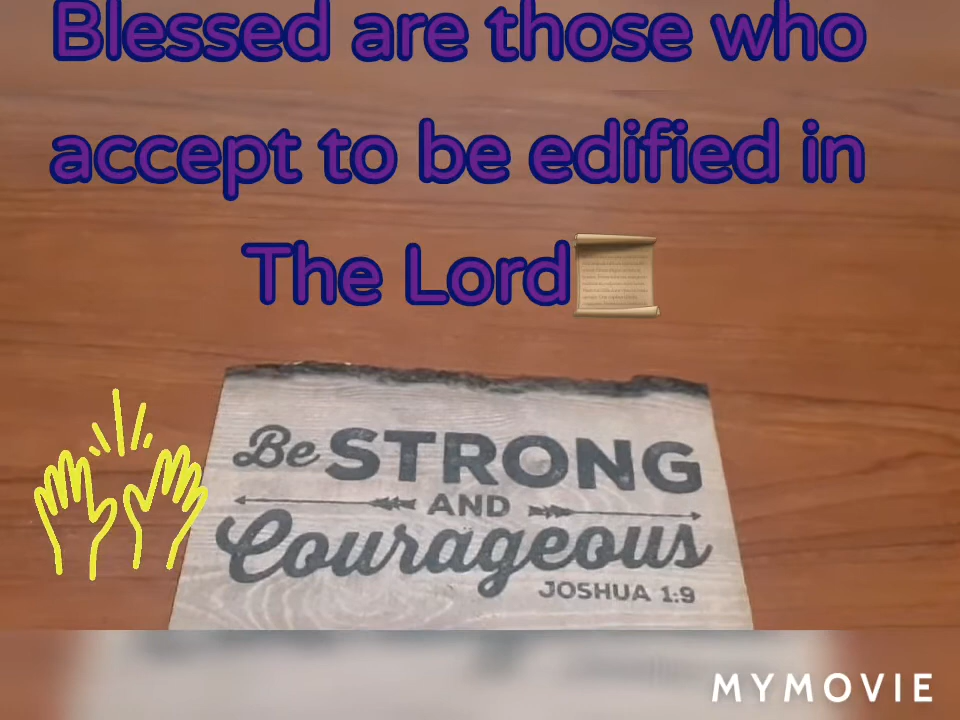 Blessed are those who
accept to be edified in
The Lord
Be STRONG
AND
Courageous
JOSHUA 1:9
MYMOVIE